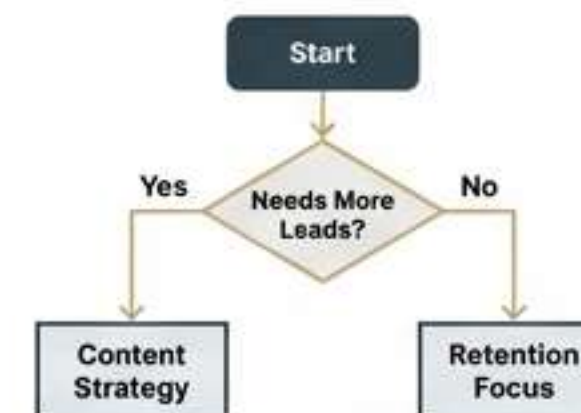 Start
Yes
No
Needs More
Leads?
Content
Strategy
Retention
Focus